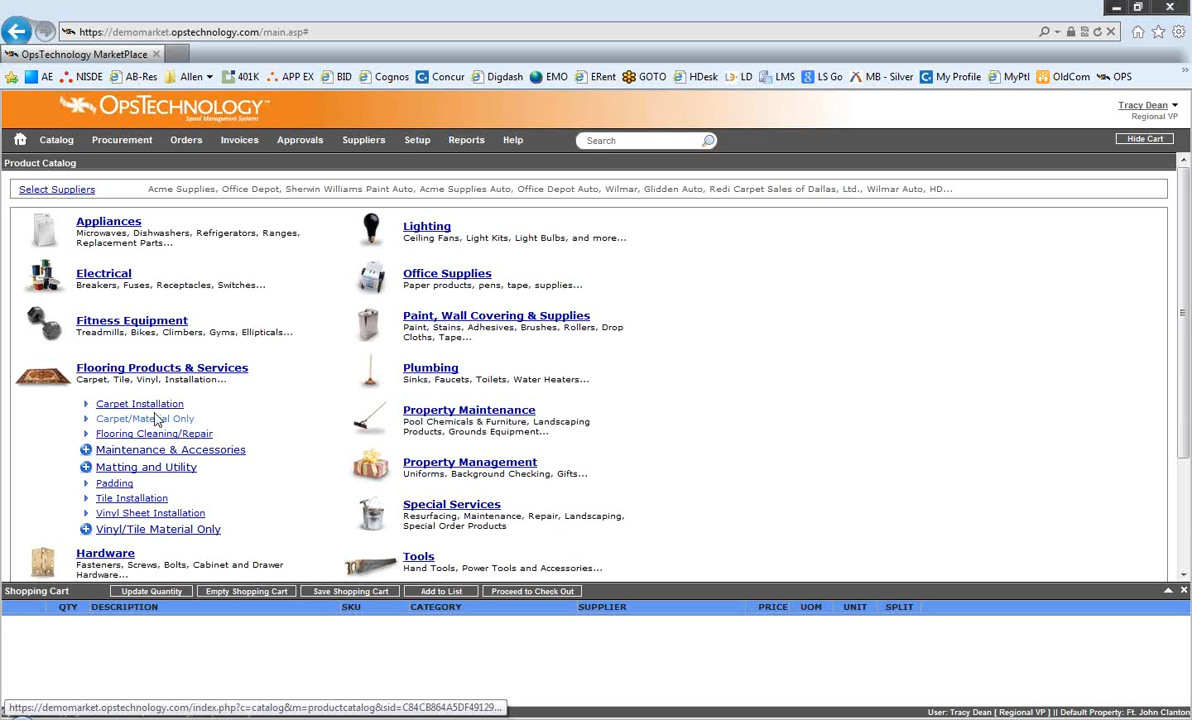 https://demomarket.opstechnology.com/main.asp#
OpsTechnology MarketPlace
AE NISDE AB-Res Allen 401K APP EX BID Cognos Concur Digdash EMO ERent GOTO HDesk LD LMS LS Go MB - Silver My Profile MyPtl OldCom OPS
OPSTECHNOLOGY™
Spend Management Systems
Tracy Dean
Regional VP
Catalog Procurement Orders Invoices Approvals Suppliers Setup Reports Help Search Hide Cart
Product Catalog
Select Suppliers Acme Supplies, Office Depot, Sherwin Williams Paint Auto, Acme Supplies Auto, Office Depot Auto, Wilmar, Glidden Auto, Redi Carpet Sales of Dallas, Ltd., Wilmar Auto, HD...
Appliances
Microwaves, Dishwashers, Refrigerators, Ranges,
Replacement Parts...
Electrical
Breakers, Fuses, Receptacles, Switches...
Fitness Equipment
Treadmills, Bikes, Climbers, Gyms, Ellipticals...
Flooring Products & Services
Carpet, Tile, Vinyl, Installation...
Carpet Installation
Carpet/Material Only
Flooring Cleaning/Repair
Maintenance & Accessories
Matting and Utility
Padding
Tile Installation
Vinyl Sheet Installation
Vinyl/Tile Material Only
Hardware
Fasteners, Screws, Bolts, Cabinet and Drawer
Hardware...
Lighting
Ceiling Fans, Light Kits, Light Bulbs, and more...
Office Supplies
Paper products, pens, tape, supplies...
Paint, Wall Covering & Supplies
Paint, Stains, Adhesives, Brushes, Rollers, Drop
Cloths, Tape...
Plumbing
Sinks, Faucets, Toilets, Water Heaters...
Property Maintenance
Pool Chemicals & Furniture, Landscaping
Products, Grounds Equipment...
Property Management
Uniforms, Background Checking, Gifts...
Special Services
Resurfacing, Maintenance, Repair, Landscaping,
Special Order Products
Tools
Hand Tools, Power Tools and Accessories...
Shopping Cart Update Quantity Empty Shopping Cart Save Shopping Cart Add to List Proceed to Check Out
QTY DESCRIPTION SKU CATEGORY SUPPLIER PRICE UOM UNIT SPLIT
https://demomarket.opstechnology.com/index.php?c=catalog&m=productcatalog&sid=C84CB864A5DF49129...
User: Tracy Dean [ Regional VP ] || Default Property: Ft. John Clanton